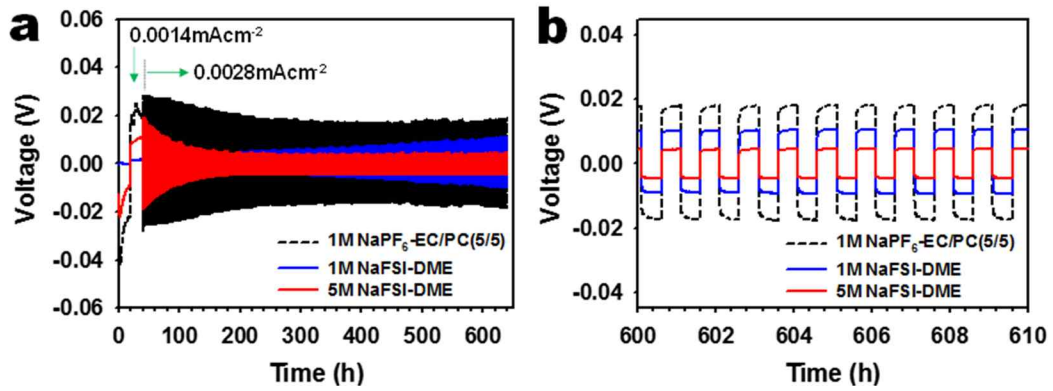 a
0.0014mAcm-2
0.0028mAcm-2
Voltage (V)
0.06
0.04
0.02
0.00
-0.02
-0.04
-0.06
0 100 200 300 400 500 600
Time (h)
1M NaPF6-EC/PC(5/5)
1M NaFSI-DME
5M NaFSI-DME
b
Voltage (V)
0.04
0.02
0.00
-0.02
-0.04
600 602 604 606 608 610
Time (h)
1M NaPF6-EC/PC(5/5)
1M NaFSI-DME
5M NaFSI-DME